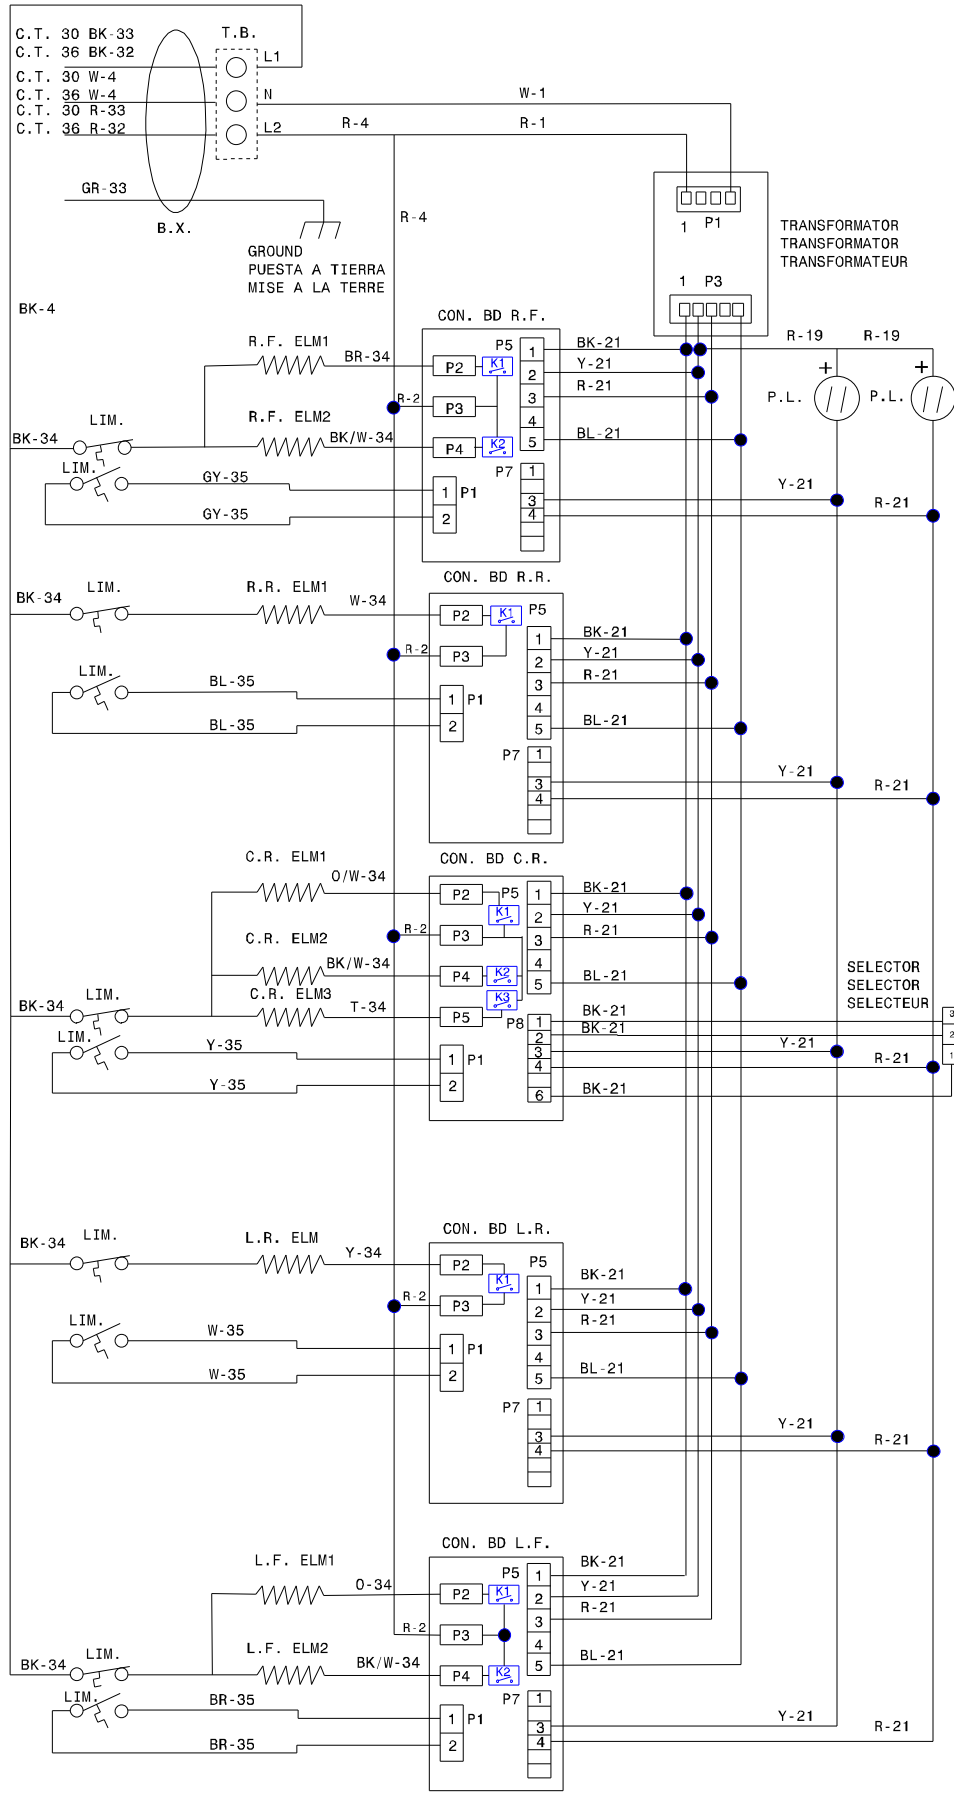 C.T. 30 BK-33
C.T. 36 BK-32
C.T. 30 W-4
C.T. 36 W-4
C.T. 30 R-33
C.T. 36 R-32
T.B.
L1
N
L2
W-1
R-4
R-1
GR-33
B.X.
R-4
GROUND
PUESTA A TIERRA
MISE A LA TERRE
1 P1
TRANSFORMATOR
TRANSFORMATOR
TRANSFORMATEUR
1 P3
BK-4
CON. BD R.F.
R.F. ELM1
BR-34
P2
K1
P5
1
2
3
4
5
BK-21
Y-21
R-21
BL-21
R-19
R-19
+
+
P.L.
P.L.
R-2
P3
LIM.
BK-34
R.F. ELM2
BK/W-34
P4
K2
LIM.
GY-35
GY-35
1
2
P1
P7
1
3
4
Y-21
R-21
CON. BD R.R.
LIM.
BK-34
R.R. ELM1
W-34
P2
K1
P5
1
2
3
4
5
BK-21
Y-21
R-21
BL-21
R-2
P3
LIM.
BL-35
BL-35
1
2
P1
P7
1
3
4
Y-21
R-21
CON. BD C.R.
C.R. ELM1
O/W-34
P2
K1
P5
1
2
3
4
5
BK-21
Y-21
R-21
BL-21
R-2
P3
C.R. ELM2
BK/W-34
P4
K2
C.R. ELM3
T-34
P5
K3
LIM.
BK-34
LIM.
Y-35
Y-35
1
2
P1
P8
1
2
3
4
6
BK-21
BK-21
Y-21
R-21
BK-21
SELECTOR
SELECTOR
SELECTEUR
3
2
1
CON. BD L.R.
LIM.
BK-34
L.R. ELM
Y-34
P2
K1
P5
1
2
3
4
5
BK-21
Y-21
R-21
BL-21
R-2
P3
LIM.
W-35
W-35
1
2
P1
P7
1
3
4
Y-21
R-21
CON. BD L.F.
L.F. ELM1
O-34
P2
K1
P5
1
2
3
4
5
BK-21
Y-21
R-21
BL-21
R-2
P3
LIM.
BK-34
L.F. ELM2
BK/W-34
P4
K2
LIM.
BR-35
BR-35
1
2
P1
P7
1
3
4
Y-21
R-21